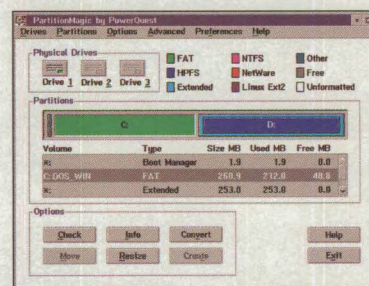 PartitionMagic by PowerQuest
Drives Partitions Options Advanced Preferences Help
Physical Drives
Drive 1 Drive 2 Drive 3
FAT NTFS Other
HPFS NetWare Free
Extended Linux Ext2 Unformatted
Partitions
C: D:
Volume Type Size MB Used MB Free MB
*: Boot Manager 1.9 1.9 0.0
C: DOS_WIN FAT 260.9 212.0 48.8
*: Extended 253.0 253.0 0.0
Options
Check Info Convert Help
Move Resize Create Exit